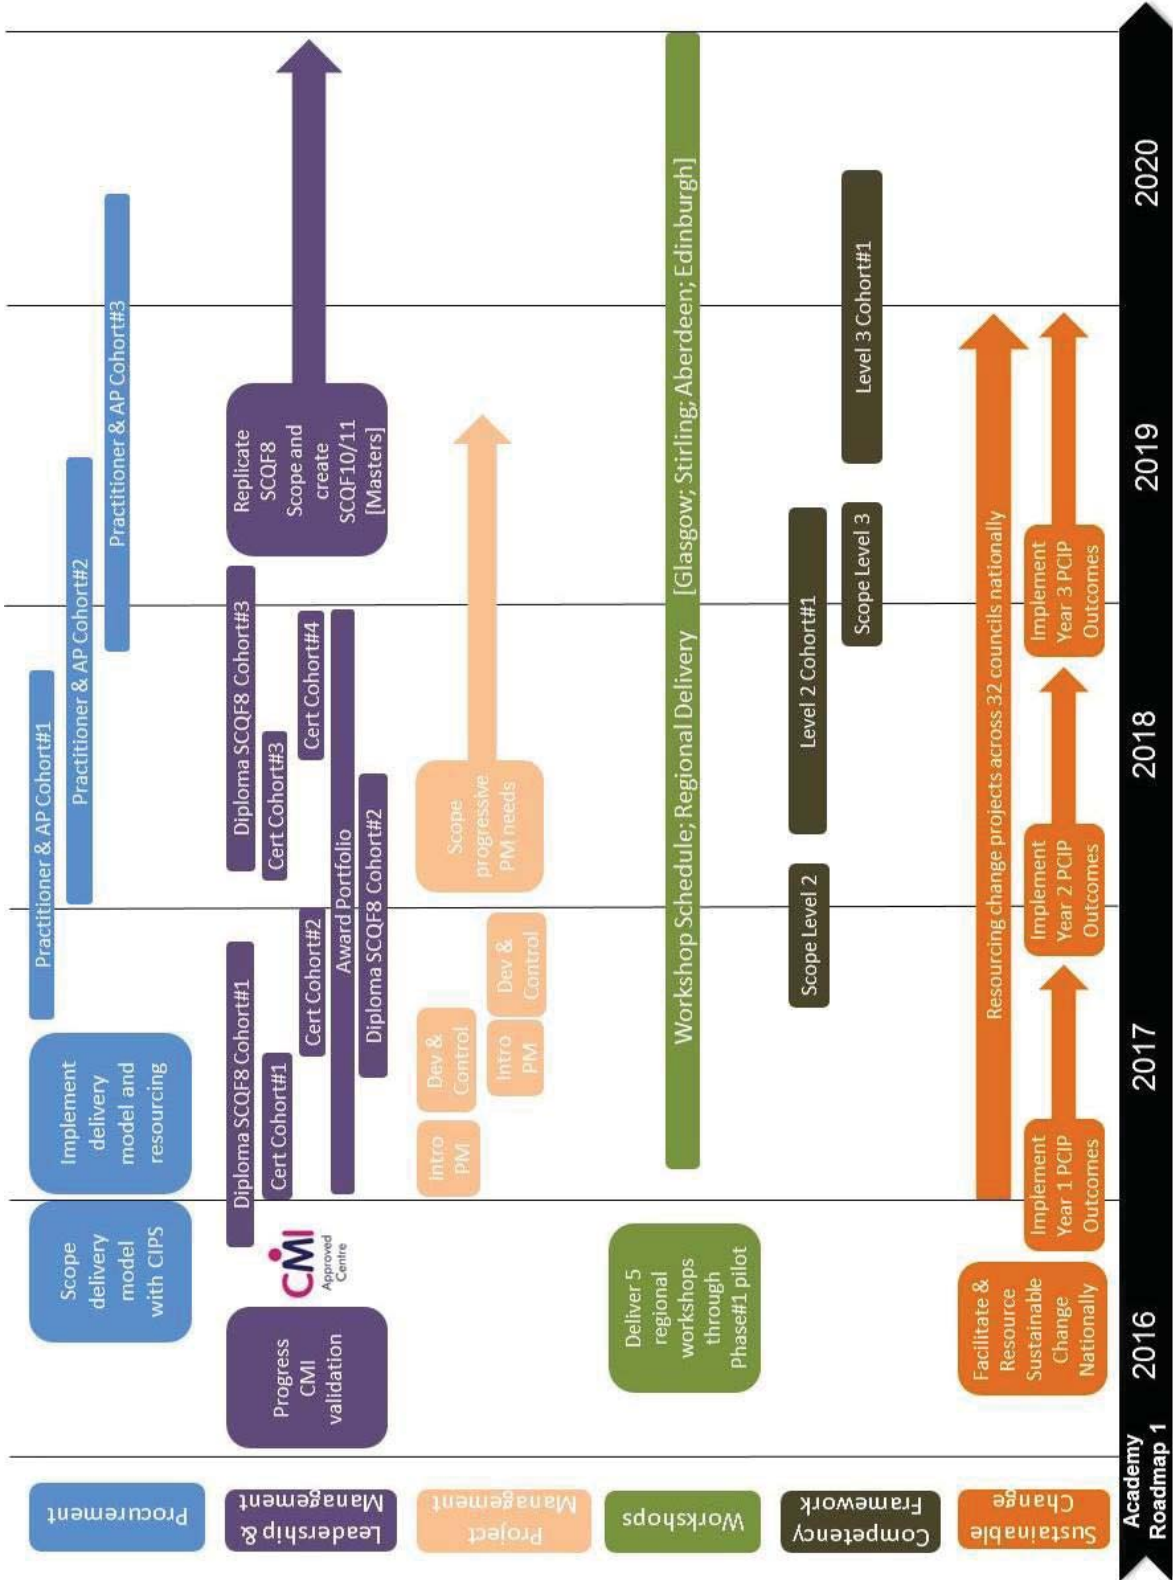 Procurement
Scope
delivery
model
with CIPS
Implement
delivery
model and
resourcing
Practitioner & AP Cohort#1
Practitioner & AP Cohort#2
Practitioner & AP Cohort#3
Leadership &
Management
Progress
CMI
validation
CMI
Approved
Centre
Diploma SCQF8 Cohort#1
Cert Cohort#1
Cert Cohort#2
Award Portfolio
Diploma SCQF8 Cohort#2
Diploma SCQF8 Cohort#3
Cert Cohort#3
Cert Cohort#4
Replicate
SCQF8
Scope and
create
SCQF10/11
[Masters]
Project
Management
Intro
PM
Dev &
Control
Intro
PM
Dev &
Control
Scope
progressive
PM needs
Workshops
Deliver 5
regional
workshops
through
Phase#1 pilot
Workshop Schedule; Regional Delivery [Glasgow; Stirling; Aberdeen; Edinburgh]
Competency
Framework
Scope Level 2
Level 2 Cohort#1
Scope Level 3
Level 3 Cohort#1
Sustainable
Change
Facilitate &
Resource
Sustainable
Change
Nationally
Resourcing change projects across 32 councils nationally
Implement
Year 1 PCIP
Outcomes
Implement
Year 2 PCIP
Outcomes
Implement
Year 3 PCIP
Outcomes
Academy
Roadmap 1
2016
2017
2018
2019
2020